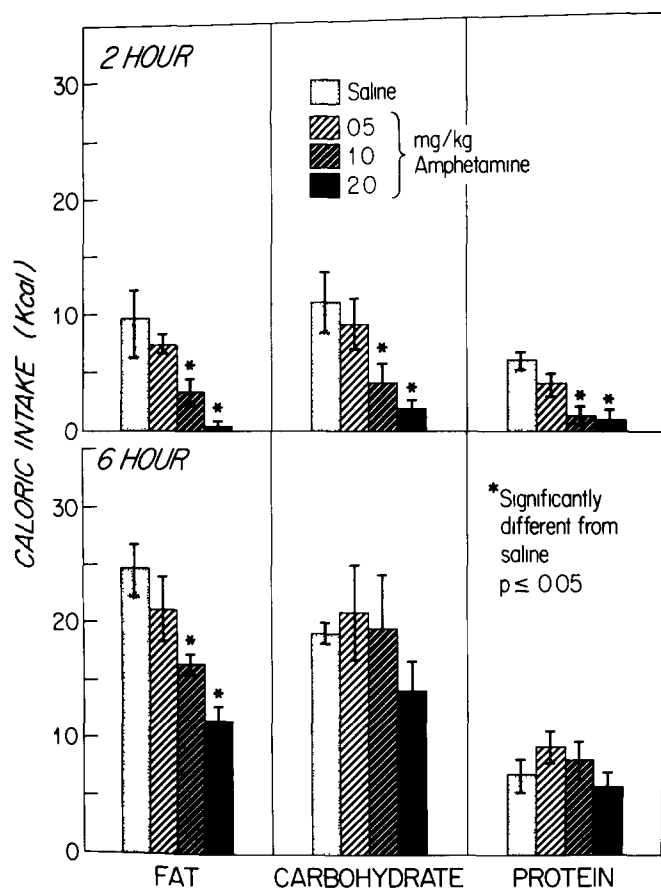 2 HOUR
30
20
10
0
Saline
05
10
20
mg/kg
Amphetamine
*
*
*
*
*
*
CALORIC INTAKE (Kcal)
6 HOUR
30
20
10
0
*
*
*Significantly
different from
saline
p ≤ 005
FAT CARBOHYDRATE PROTEIN